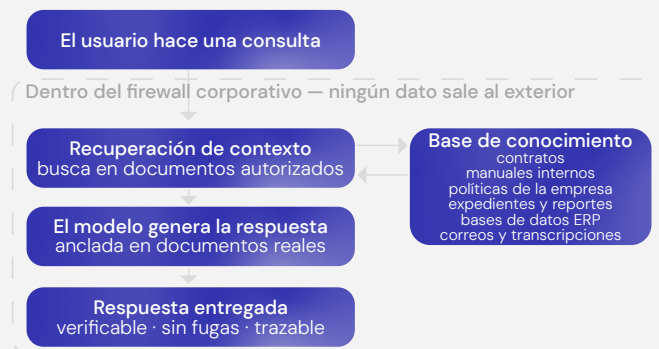 El usuario hace una consulta
Dentro del firewall corporativo — ningún dato sale al exterior
Recuperación de contexto
busca en documentos autorizados
Base de conocimiento
contratos
manuales internos
políticas de la empresa
expedientes y reportes
bases de datos ERP
correos y transcripciones
El modelo genera la respuesta
anclada en documentos reales
Respuesta entregada
verificable · sin fugas · trazable